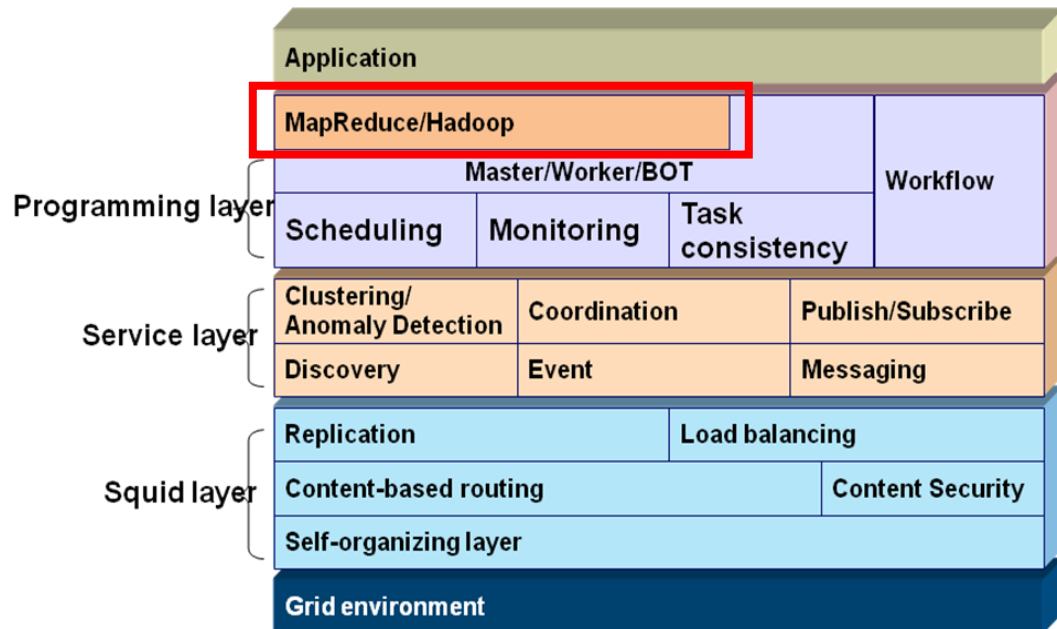 Application
MapReduce/Hadoop
Master/Worker/BOT
Workflow
Programming layer
Scheduling
Monitoring
Task
consistency
Service layer
Clustering/
Anomaly Detection
Coordination
Publish/Subscribe
Discovery
Event
Messaging
Squid layer
Replication
Load balancing
Content-based routing
Content Security
Self-organizing layer
Grid environment